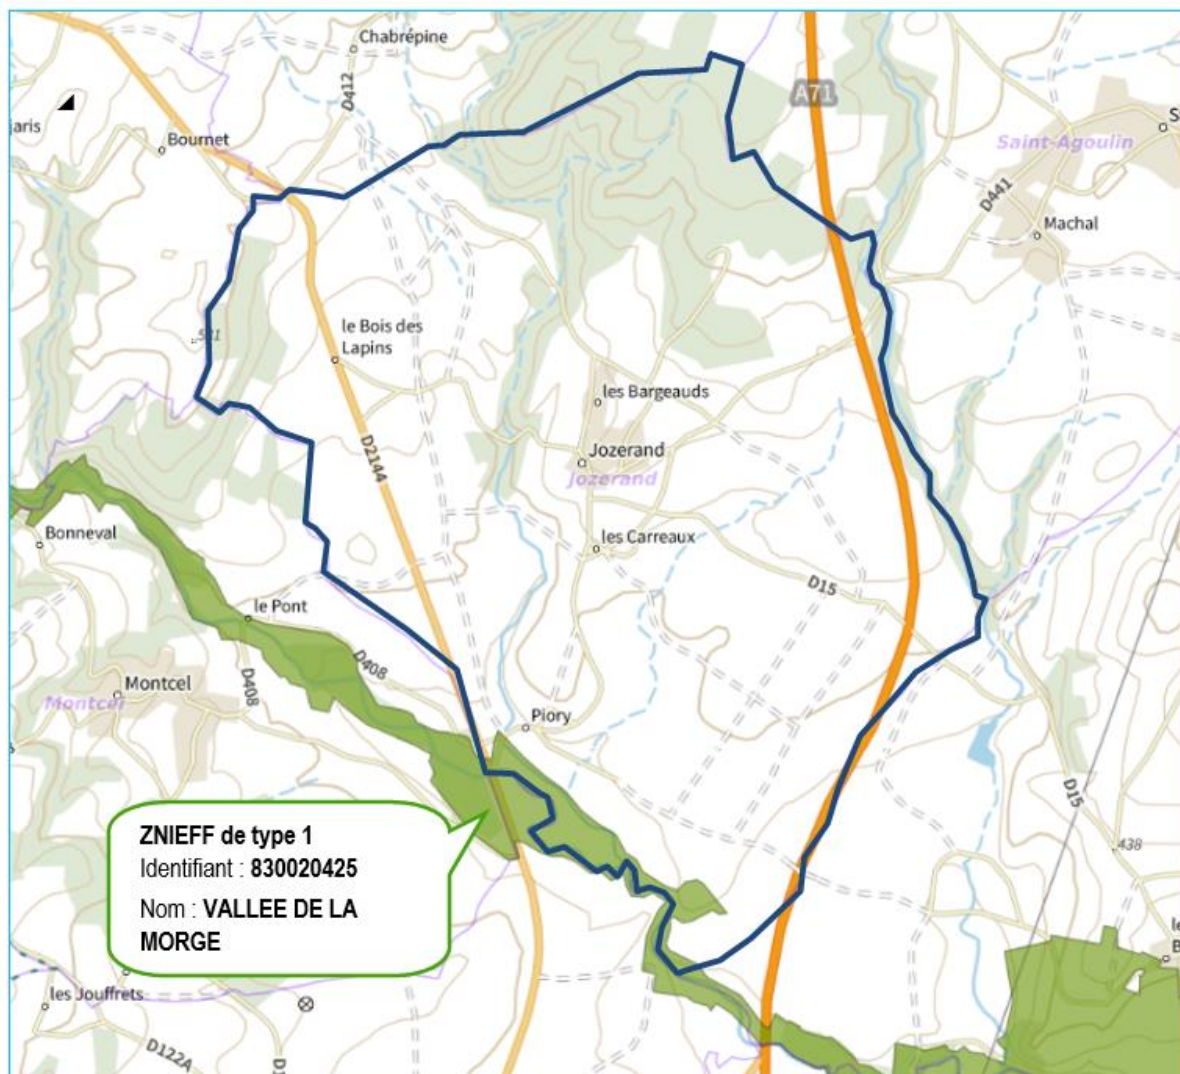 Chabrépine
D412
A71
aris
Bournet
Saint-Agoulin
D441
Machal
le Bois des
Lapins
les Bargeauds
D2144
Jozerand
Jozerand
Bonneval
les Carreaux
D15
le Pont
D408
D408
Montcel
Montcel
Piory
D15
438
ZNIEFF de type 1
Identifiant : 830020425
Nom : VALLEE DE LA
MORGE
les Jouffrets
D122A